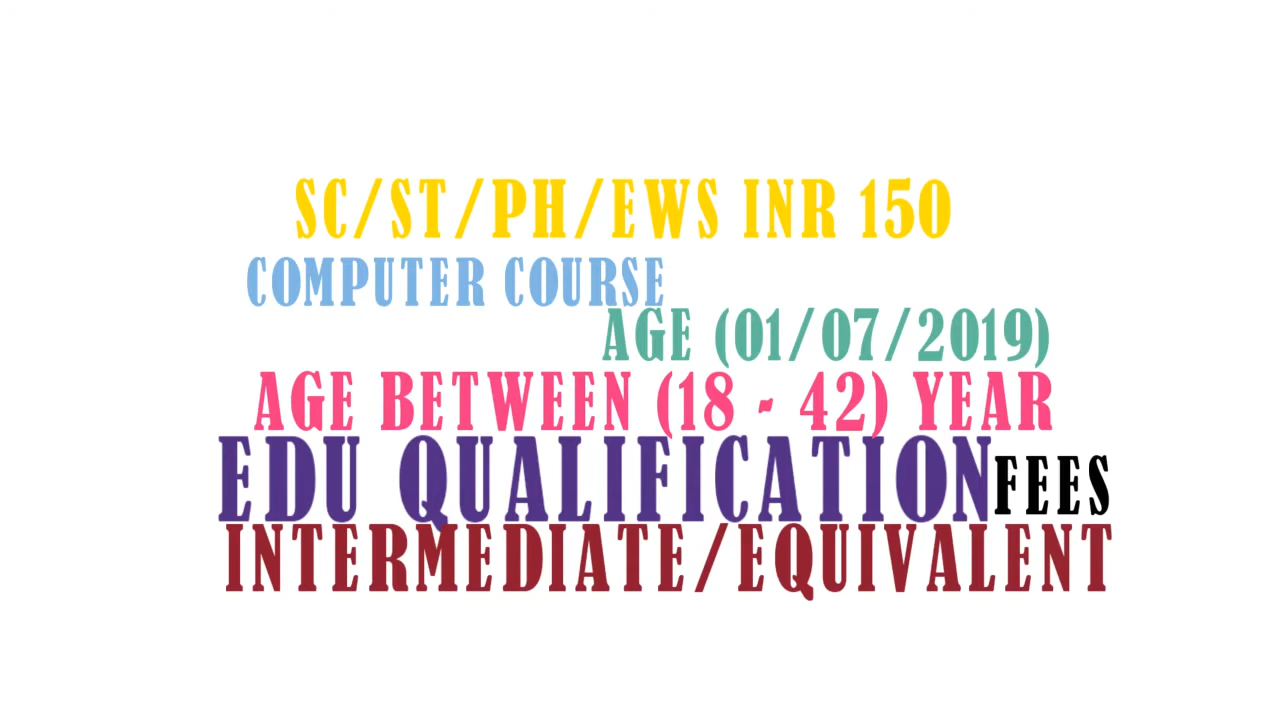 SC/ST/PH/EWS INR 150
COMPUTER COURSE
AGE (01/07/2019)
AGE BETWEEN (18 - 42) YEAR
EDU QUALIFICATION
FEES
INTERMEDIATE/EQUIVALENT